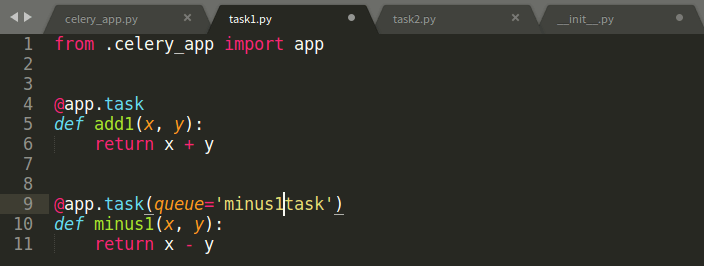 celery_app.py × task1.py task2.py × __init__.py
1 from .celery_app import app
2
3
4 @app.task
5 def add1(x, y):
6     return x + y
7
8
9 @app.task(queue='minus1task')
10 def minus1(x, y):
11     return x - y